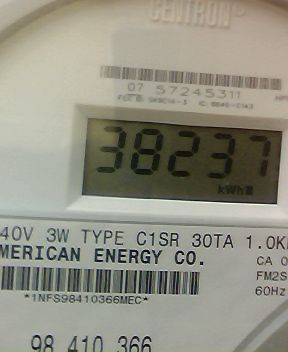 CENTRON®
07 57245311
38237
kWh
40V 3W TYPE C1SR 30TA 1.0K
MERICAN ENERGY CO.
CA 0
FM2S
60Hz
*1NFS98410366MEC*
98 410 366